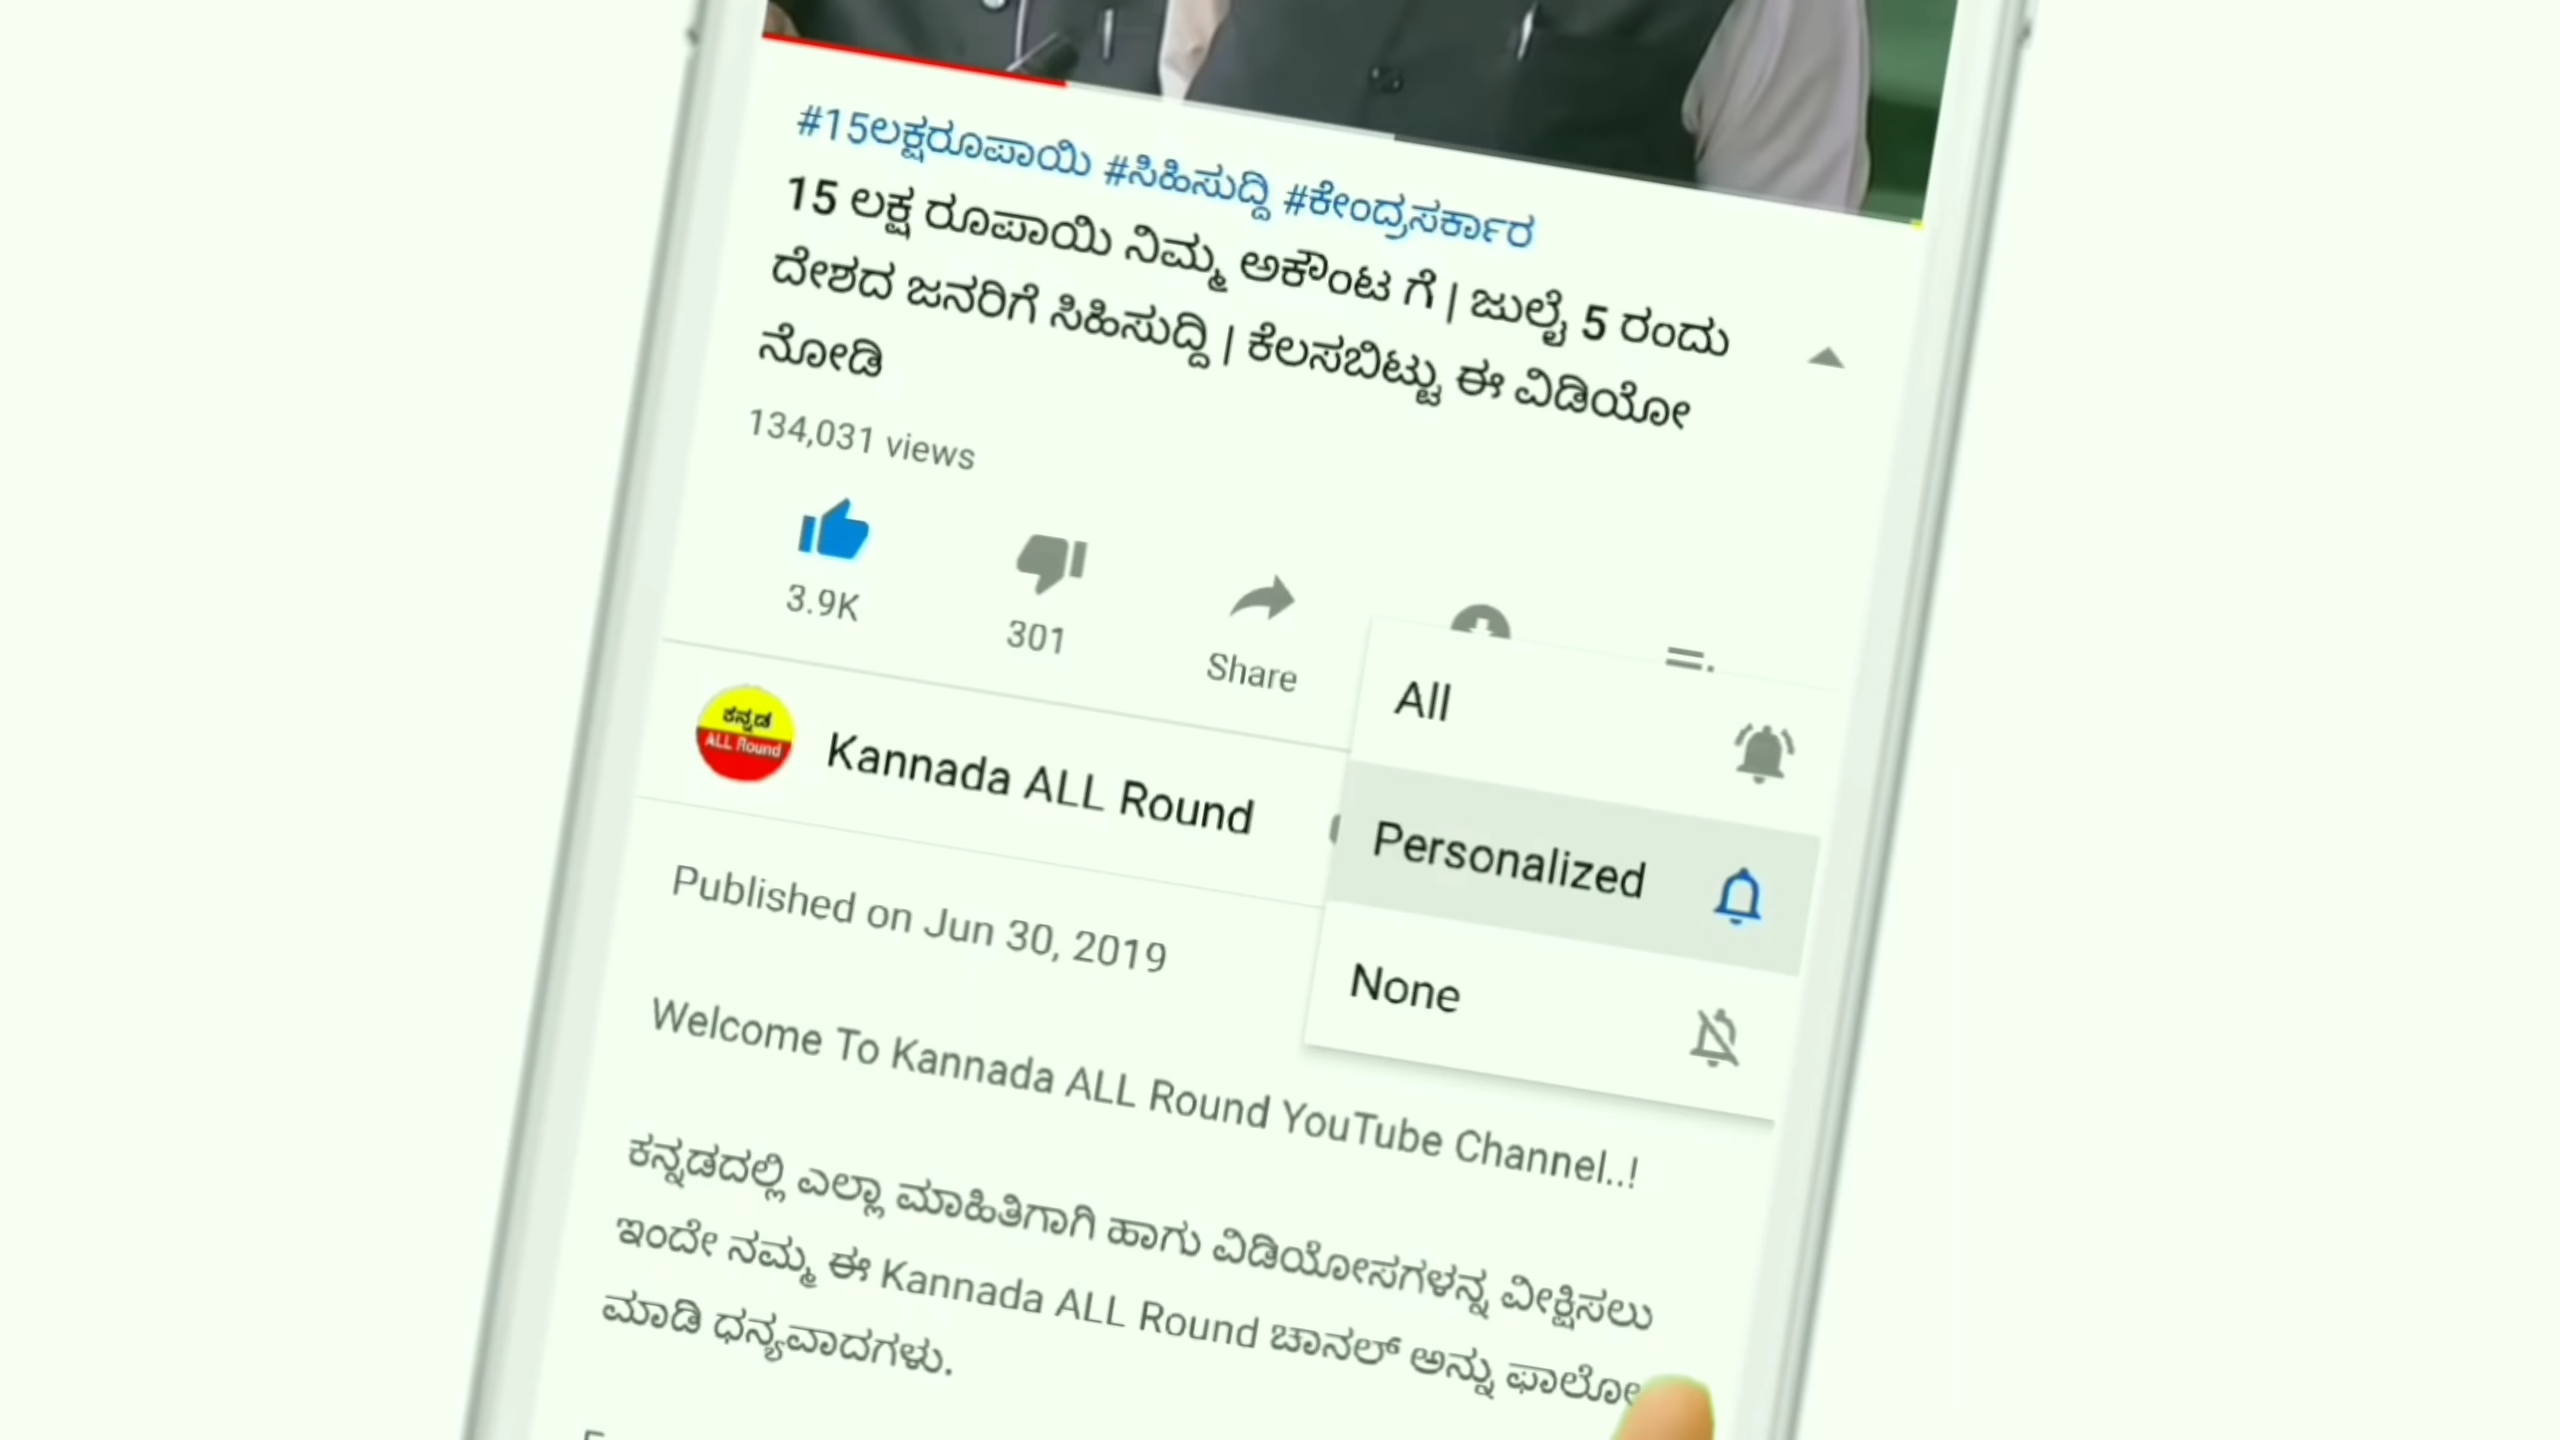 #15ಲಕ್ಷರೂಪಾಯಿ #ಸಿಹಿಸುದ್ದಿ #ಕೇಂದ್ರಸರ್ಕಾರ
15 ಲಕ್ಷ ರೂಪಾಯಿ ನಿಮ್ಮ ಅಕೌಂಟ ಗೆ | ಜುಲೈ 5 ರಂದು
ದೇಶದ ಜನರಿಗೆ ಸಿಹಿಸುದ್ದಿ | ಕೆಲಸಬಿಟ್ಟು ಈ ವಿಡಿಯೋ
ನೋಡಿ
134,031 views
3.9K
301
Share
All
Personalized
None
ಕನ್ನಡ
ALL Round
Kannada ALL Round
Published on Jun 30, 2019
Welcome To Kannada ALL Round YouTube Channel..!
ಕನ್ನಡದಲ್ಲಿ ಎಲ್ಲಾ ಮಾಹಿತಿಗಾಗಿ ಹಾಗು ವಿಡಿಯೋಸಗಳನ್ನ ವೀಕ್ಷಿಸಲು
ಇಂದೇ ನಮ್ಮ ಈ Kannada ALL Round ಚಾನಲ್ ಅನ್ನು ಫಾಲೋ
ಮಾಡಿ ಧನ್ಯವಾದಗಳು.